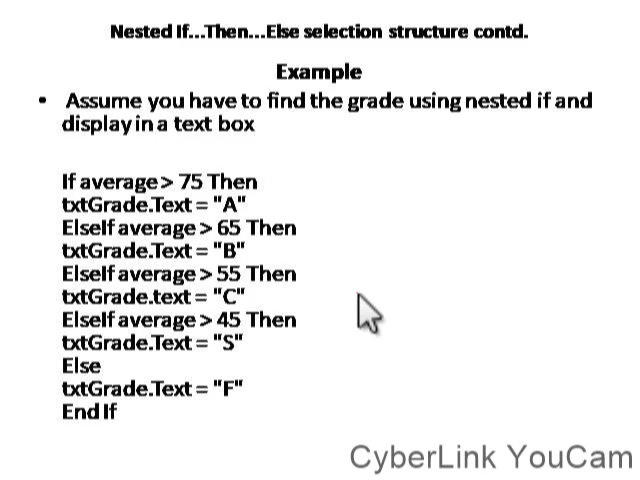 Nested If...Then...Else selection structure contd.
Example
• Assume you have to find the grade using nested if and
display in a text box
If average > 75 Then
txtGrade.Text = "A"
ElseIf average > 65 Then
txtGrade.Text = "B"
ElseIf average > 55 Then
txtGrade.text = "C"
ElseIf average > 45 Then
txtGrade.Text = "S"
Else
txtGrade.Text = "F"
End If
CyberLink YouCam